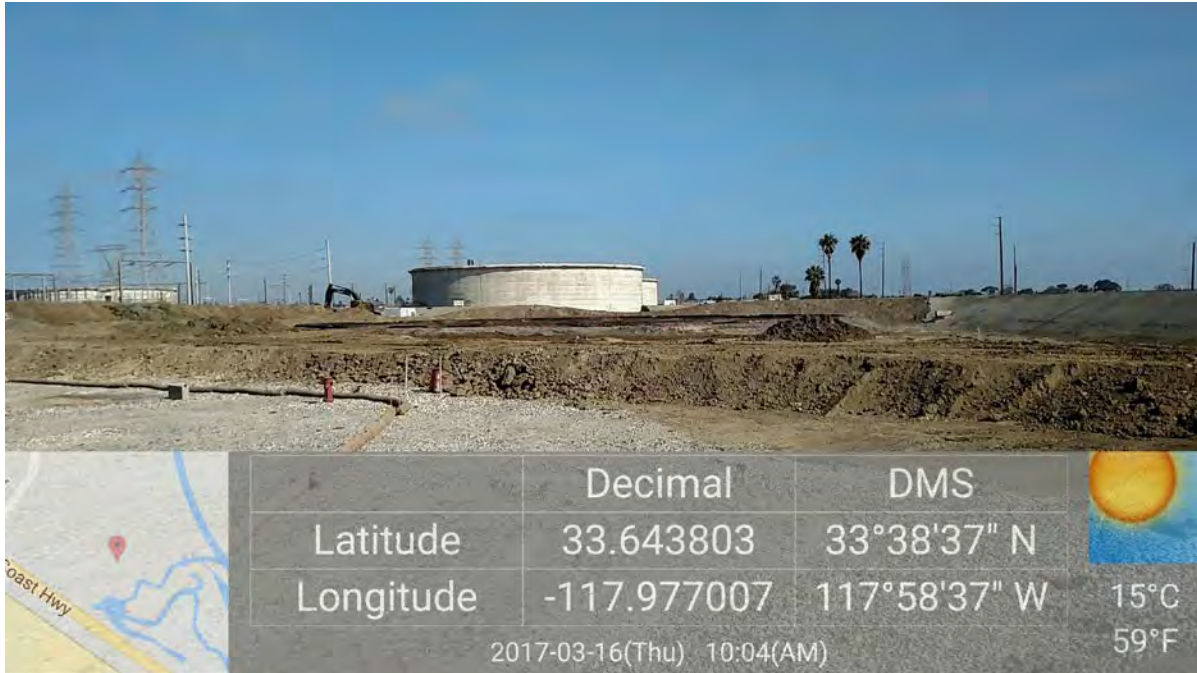 Coast Hwy
Decimal DMS
Latitude 33.643803 33°38'37" N
Longitude -117.977007 117°58'37" W
15°C
59°F
2017-03-16(Thu) 10:04(AM)